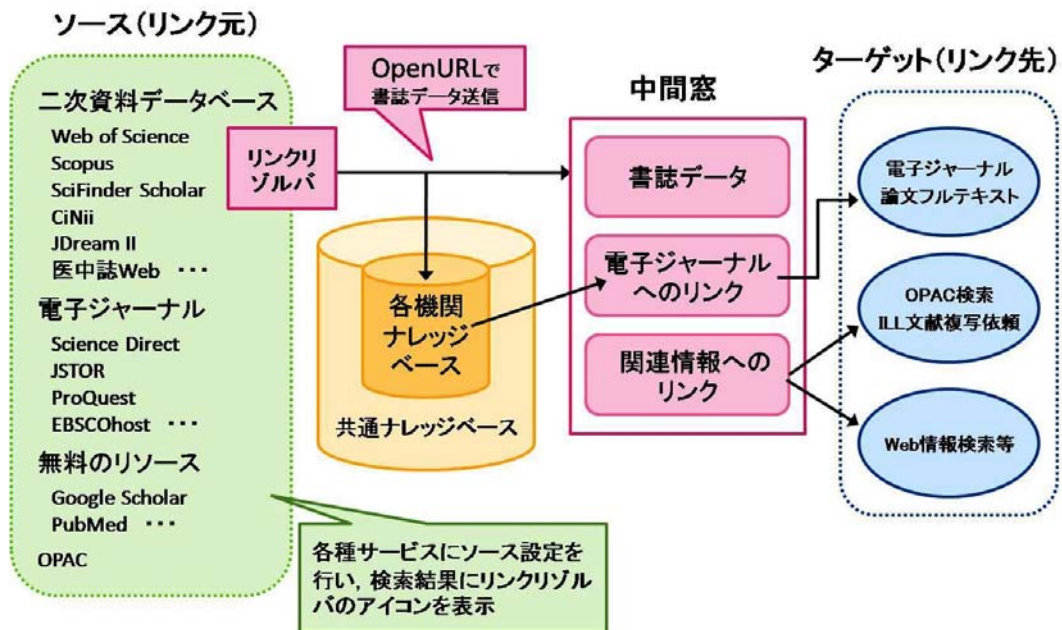 ソース(リンク元)
二次資料データベース
Web of Science
Scopus
SciFinder Scholar
CiNii
JDream II
医中誌Web ･･･
電子ジャーナル
Science Direct
JSTOR
ProQuest
EBSCOhost ･･･
無料のリソース
Google Scholar
PubMed ･･･
OPAC
リンクリ
ゾルバ
OpenURLで
書誌データ送信
各機関
ナレッジ
ベース
共通ナレッジベース
各種サービスにソース設定を
行い，検索結果にリンクリゾル
バのアイコンを表示
中間窓
書誌データ
電子ジャーナル
へのリンク
関連情報への
リンク
ターゲット(リンク先)
電子ジャーナル
論文フルテキスト
OPAC検索
ILL文献複写依頼
Web情報検索等